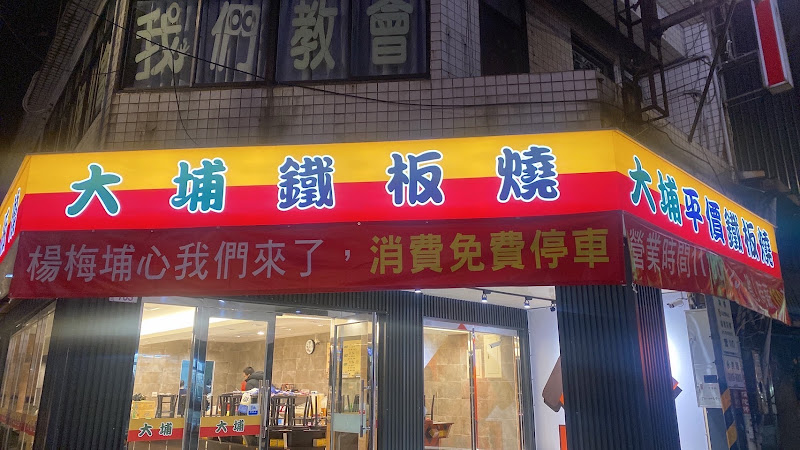 我們教會
大埔鐵板燒
大埔平價鐵板燒
楊梅埔心我們來了，消費免費停車
營業時間11
大埔
大埔